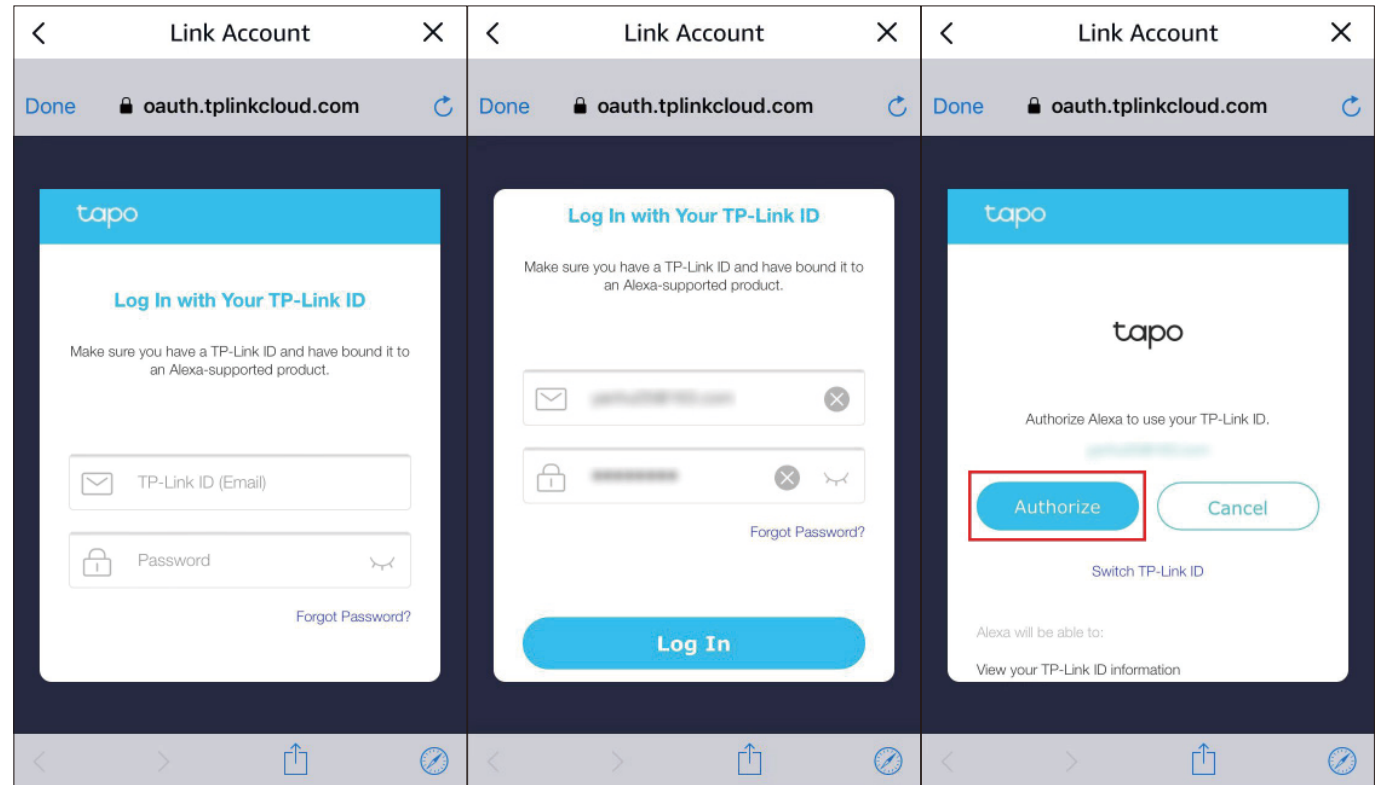 Link Account
Done oauth.tplinkcloud.com
tapo
Log In with Your TP-Link ID
Make sure you have a TP-Link ID and have bound it to
an Alexa-supported product.
TP-Link ID (Email)
Password
Forgot Password?
Link Account
Done oauth.tplinkcloud.com
Log In with Your TP-Link ID
Make sure you have a TP-Link ID and have bound it to
an Alexa-supported product.
Forgot Password?
Log In
Link Account
Done oauth.tplinkcloud.com
tapo
tapo
Authorize Alexa to use your TP-Link ID.
Authorize Cancel
Switch TP-Link ID
Alexa will be able to:
View your TP-Link ID information